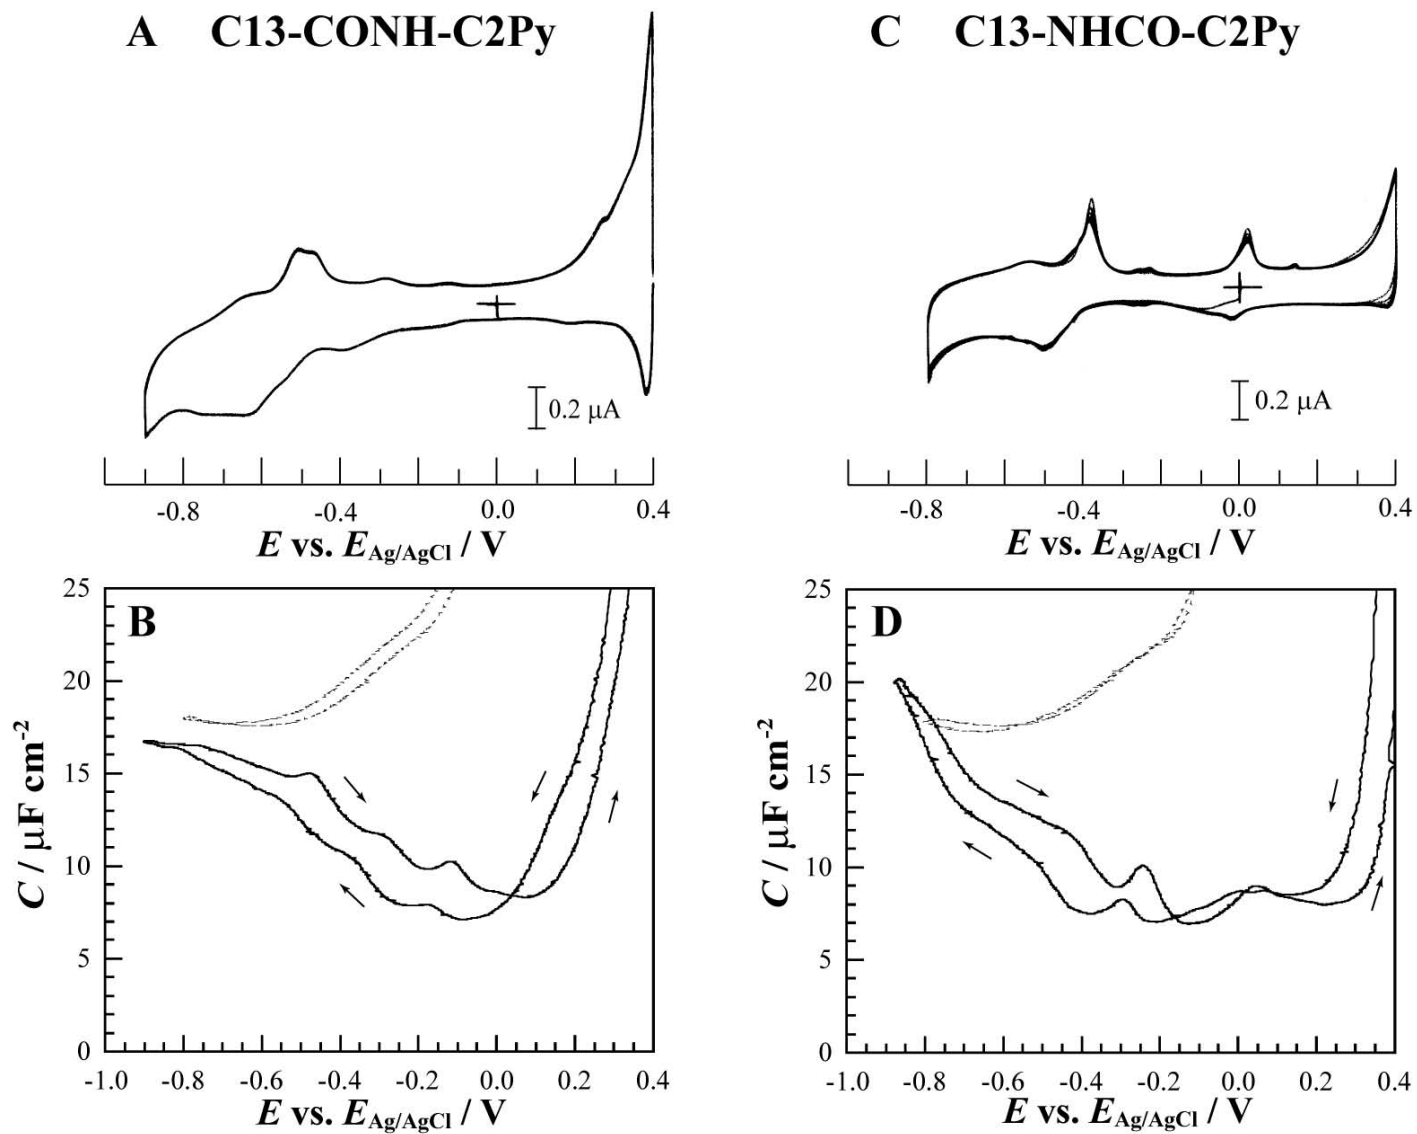 A C13-CONH-C2Py
0.2 μA
-0.8 -0.4 0.0 0.4
E vs. E Ag/AgCl / V
C C13-NHCO-C2Py
0.2 μA
-0.8 -0.4 0.0 0.4
E vs. E Ag/AgCl / V
B
25
20
15
10
5
0
C / μF cm-2
-1.0 -0.8 -0.6 -0.4 -0.2 0.0 0.2 0.4
E vs. E Ag/AgCl / V
D
25
20
15
10
5
0
C / μF cm-2
-1.0 -0.8 -0.6 -0.4 -0.2 0.0 0.2 0.4
E vs. E Ag/AgCl / V